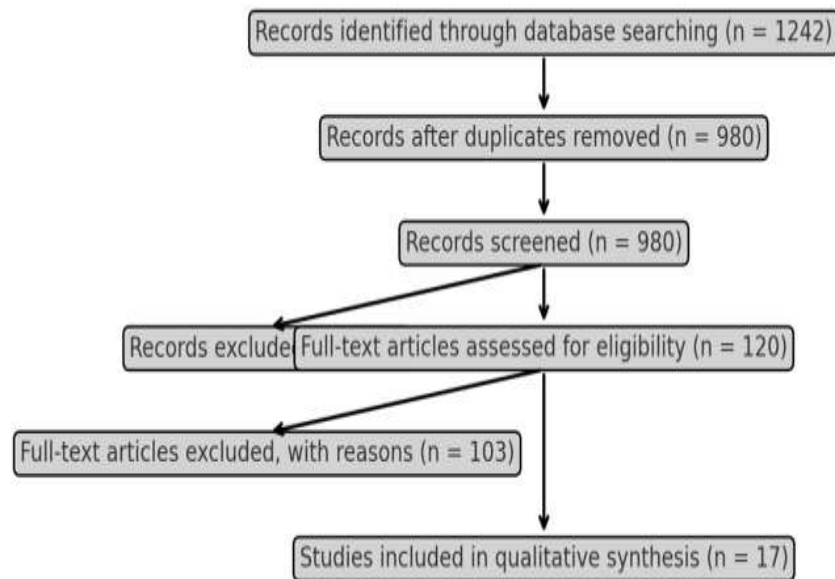 Records identified through database searching (n = 1242)
Records after duplicates removed (n = 980)
Records screened (n = 980)
Records
Full-text articles assessed for eligibility (n = 120)
Full-text articles excluded, with reasons (n = 103)
Studies included in qualitative synthesis (n = 17)